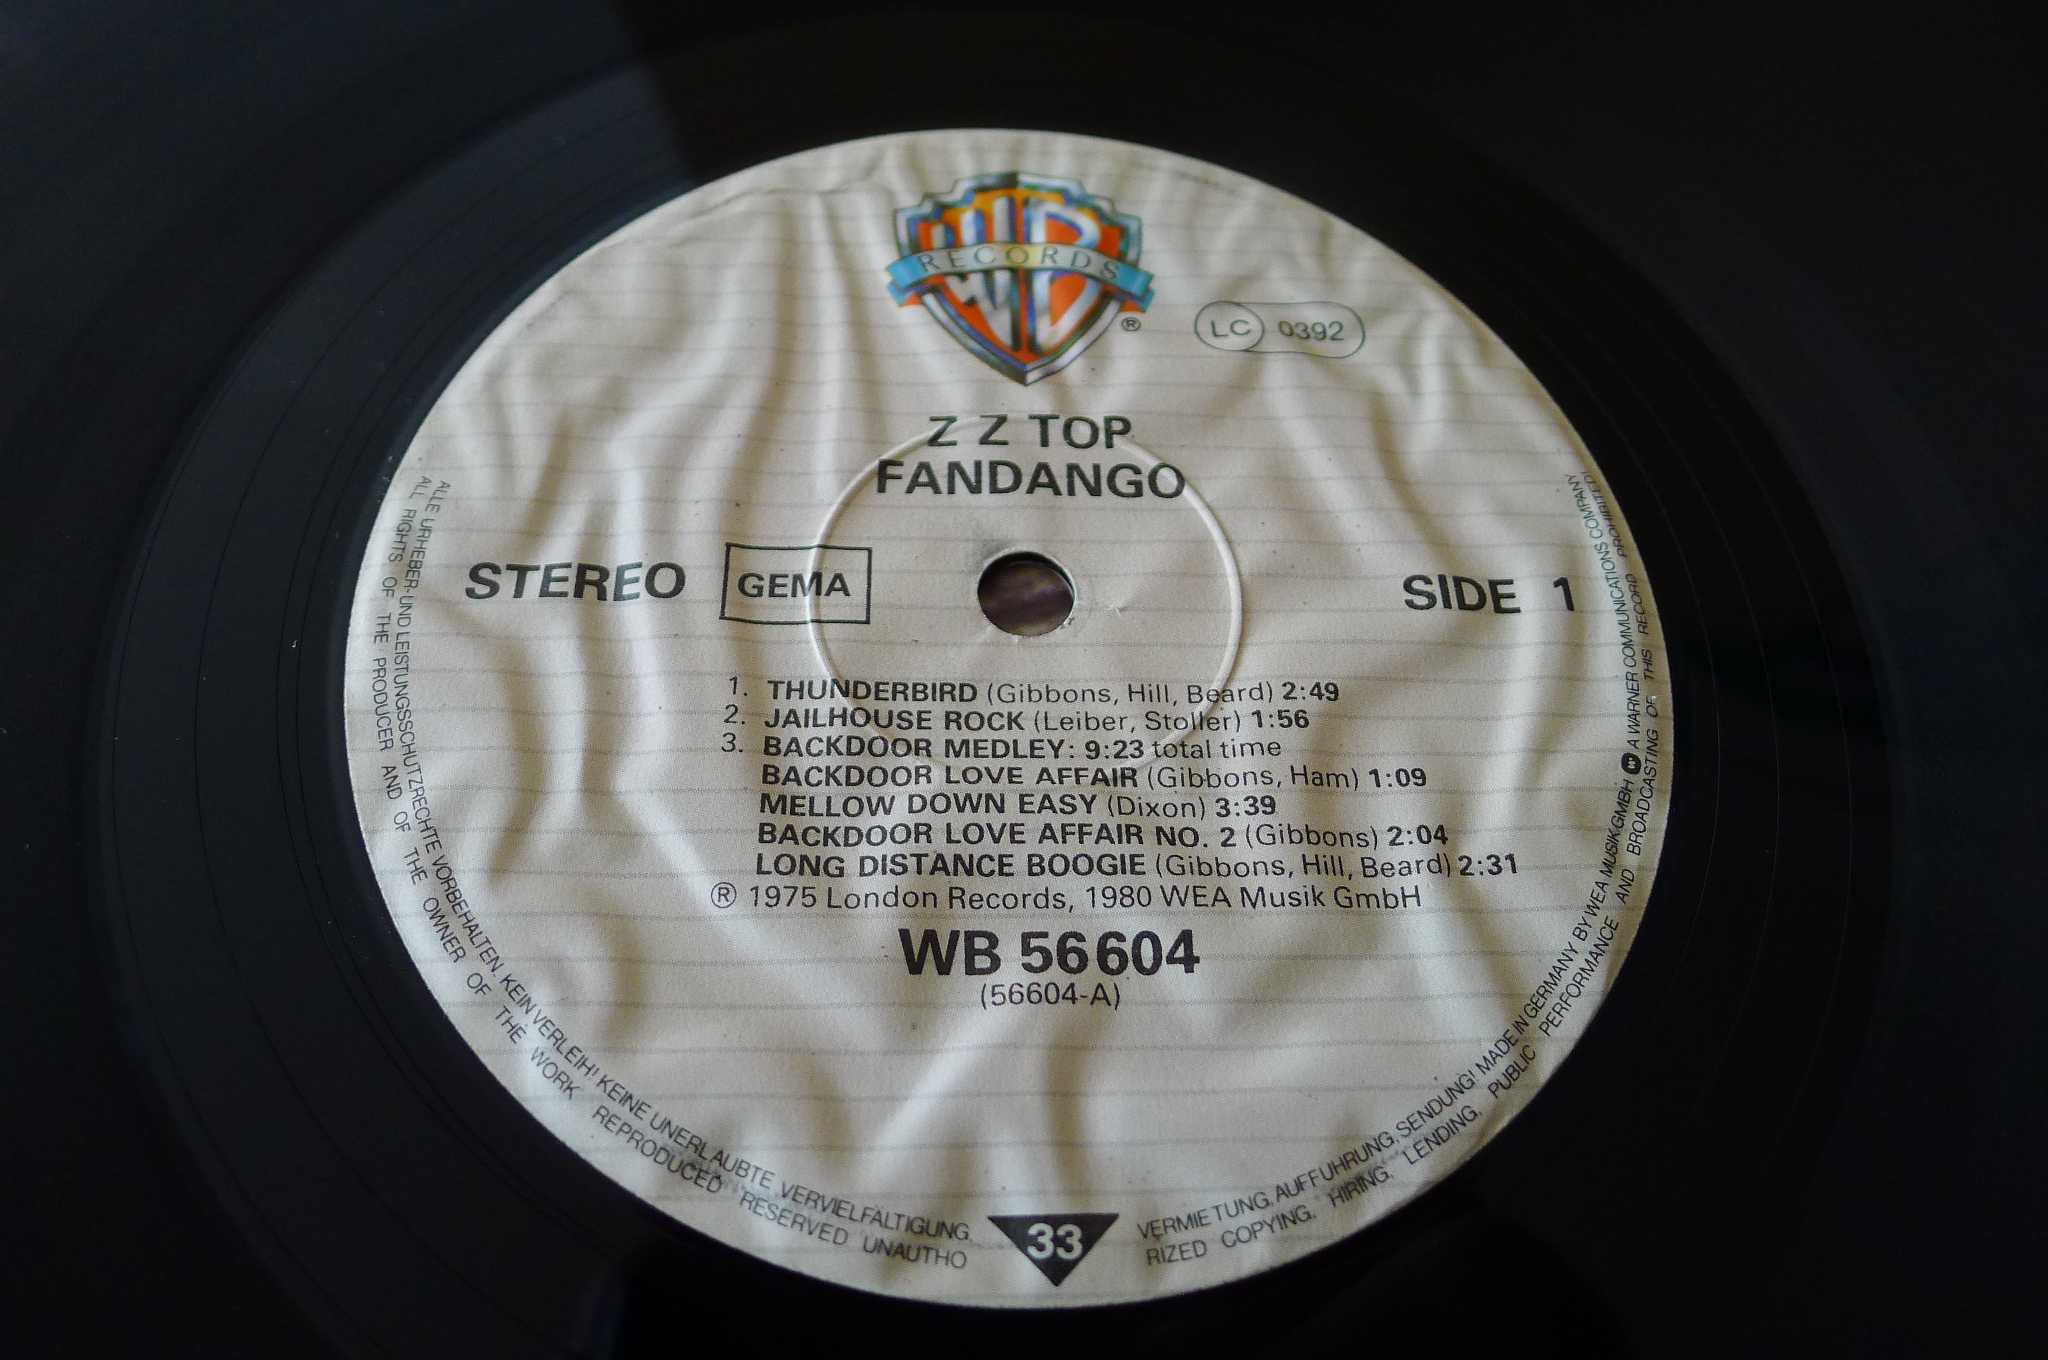 WB
RECORDS
®
LC 0392
Z Z TOP
FANDANGO
STEREO GEMA SIDE 1
1. THUNDERBIRD (Gibbons, Hill, Beard) 2:49
2. JAILHOUSE ROCK (Leiber, Stoller) 1:56
3. BACKDOOR MEDLEY: 9:23 total time
BACKDOOR LOVE AFFAIR (Gibbons, Ham) 1:09
MELLOW DOWN EASY (Dixon) 3:39
BACKDOOR LOVE AFFAIR NO. 2 (Gibbons) 2:04
LONG DISTANCE BOOGIE (Gibbons, Hill, Beard) 2:31
Ⓡ 1975 London Records, 1980 WEA Musik GmbH
WB 56 604
(56604-A)
33
ALLE URHEBER- UND LEISTUNGSSCHUTZRECHTE VORBEHALTEN. KEIN VERLEIH! KEINE UNERLAUBTE VERVIELFÄLTIGUNG, VERMIETUNG, AUFFÜHRUNG, SENDUNG! MADE IN GERMANY BY WEA MUSIK GMBH W A WARNER COMMUNICATIONS COMPANY
ALL RIGHTS OF THE PRODUCER AND OF THE OWNER OF THE WORK REPRODUCED RESERVED UNAUTHORIZED COPYING, HIRING, LENDING, PUBLIC PERFORMANCE AND BROADCASTING OF THIS RECORD PROHIBITED!